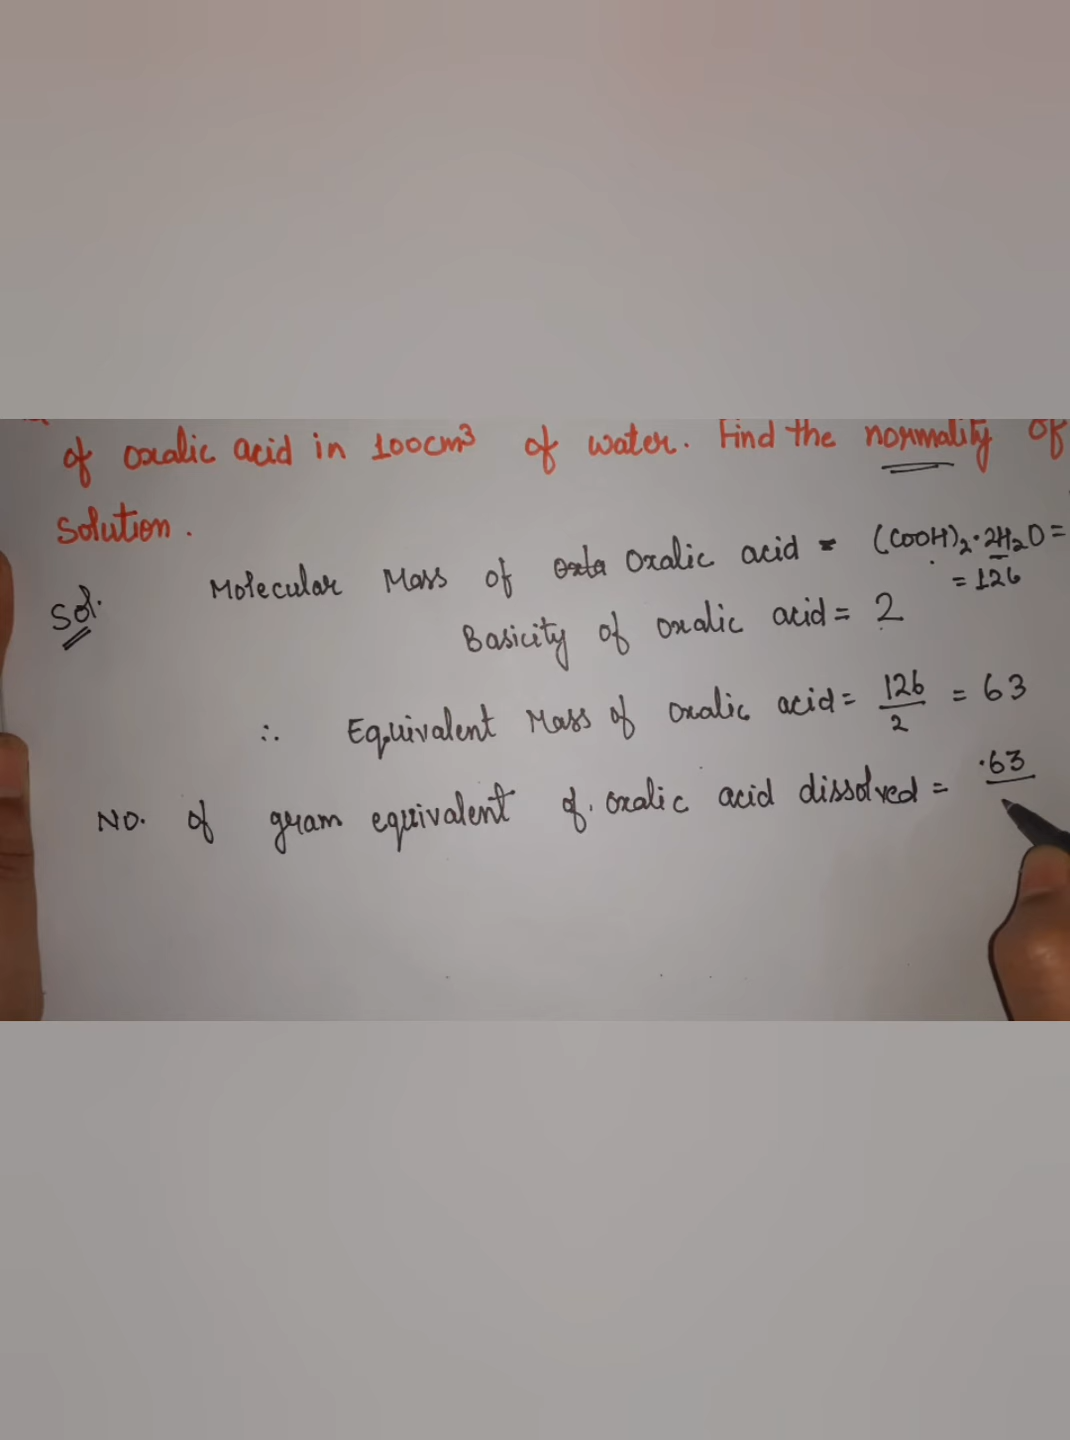 of oxalic acid in 100cm³ of water. Find the normality of
solution.
Sol. Molecular Mass of Oxalic acid = (COOH)₂·2H₂O =
= 126
Basicity of oxalic acid = 2
∴ Equivalent Mass of oxalic acid = 126/2 = 63
No. of gram equivalent of oxalic acid dissolved = .63